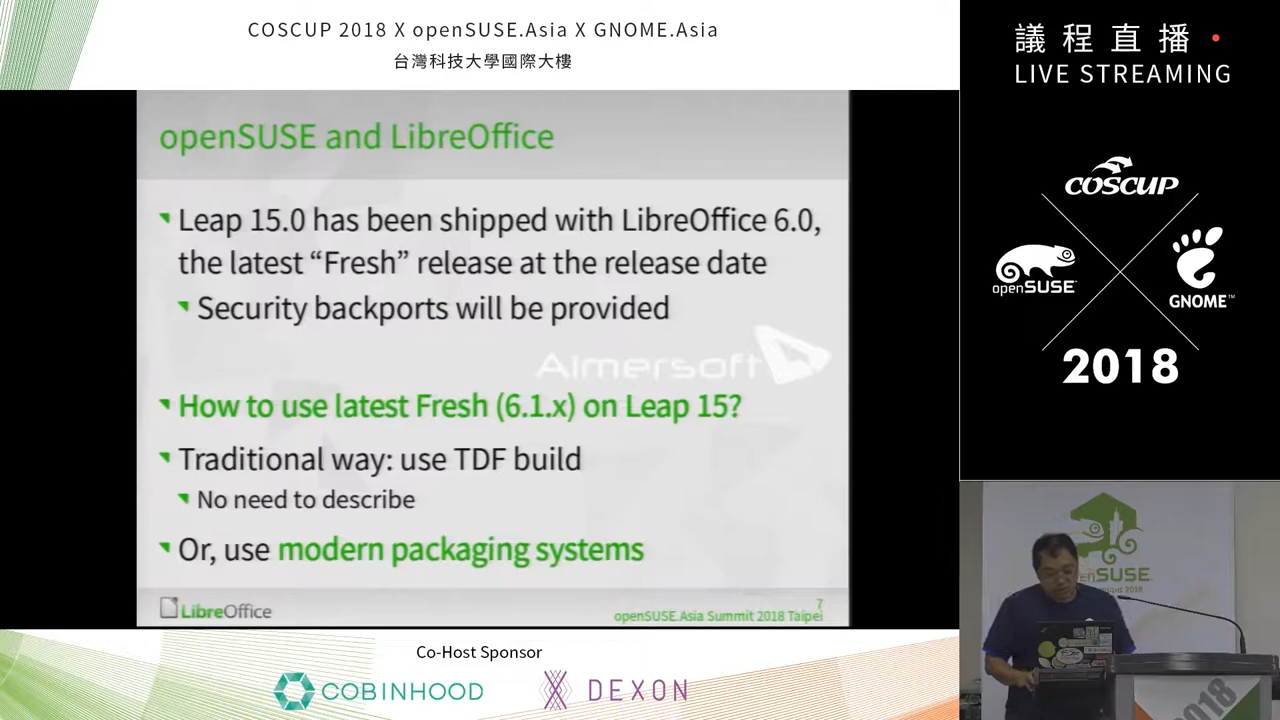 COSCUP 2018 X openSUSE.Asia X GNOME.Asia
台灣科技大學國際大樓
議程直播
LIVE STREAMING
openSUSE and LibreOffice
Leap 15.0 has been shipped with LibreOffice 6.0,
the latest “Fresh” release at the release date
Security backports will be provided
Aimersoft
How to use latest Fresh (6.1.x) on Leap 15?
Traditional way: use TDF build
No need to describe
Or, use modern packaging systems
LibreOffice
7
openSUSE.Asia Summit 2018 Taipei
COSCUP
openSUSE
GNOME™
2018
Co-Host Sponsor
COBINHOOD
DEXON